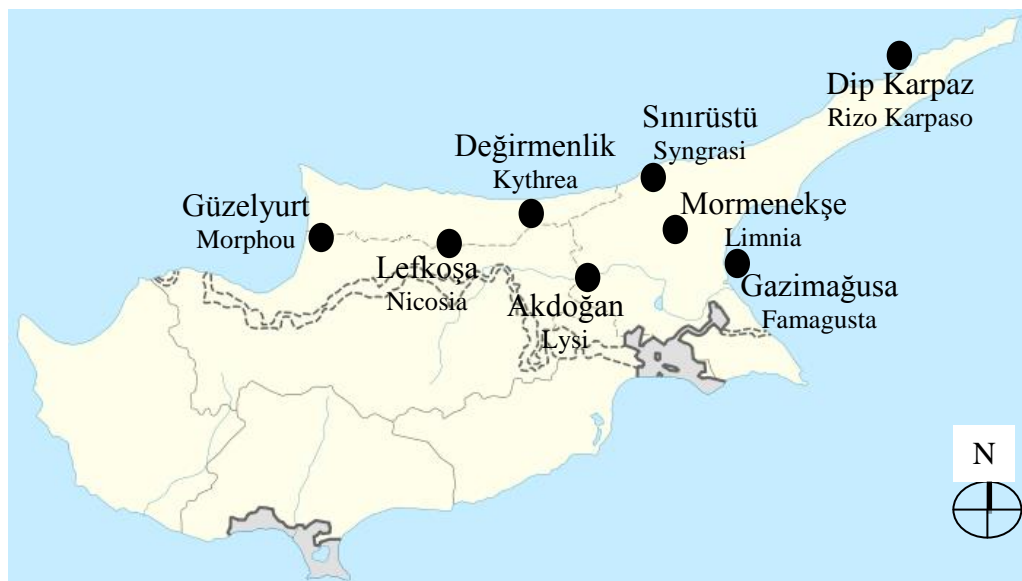 Dip Karpaz
Rizo Karpaso
Sınırüstü
Syngrasi
Değirmenlik
Kythrea
Güzelyurt
Morphou
Mormenekşe
Limnia
Lefkoşa
Nicosia
Gazimağusa
Famagusta
Akdoğan
Lysi
N